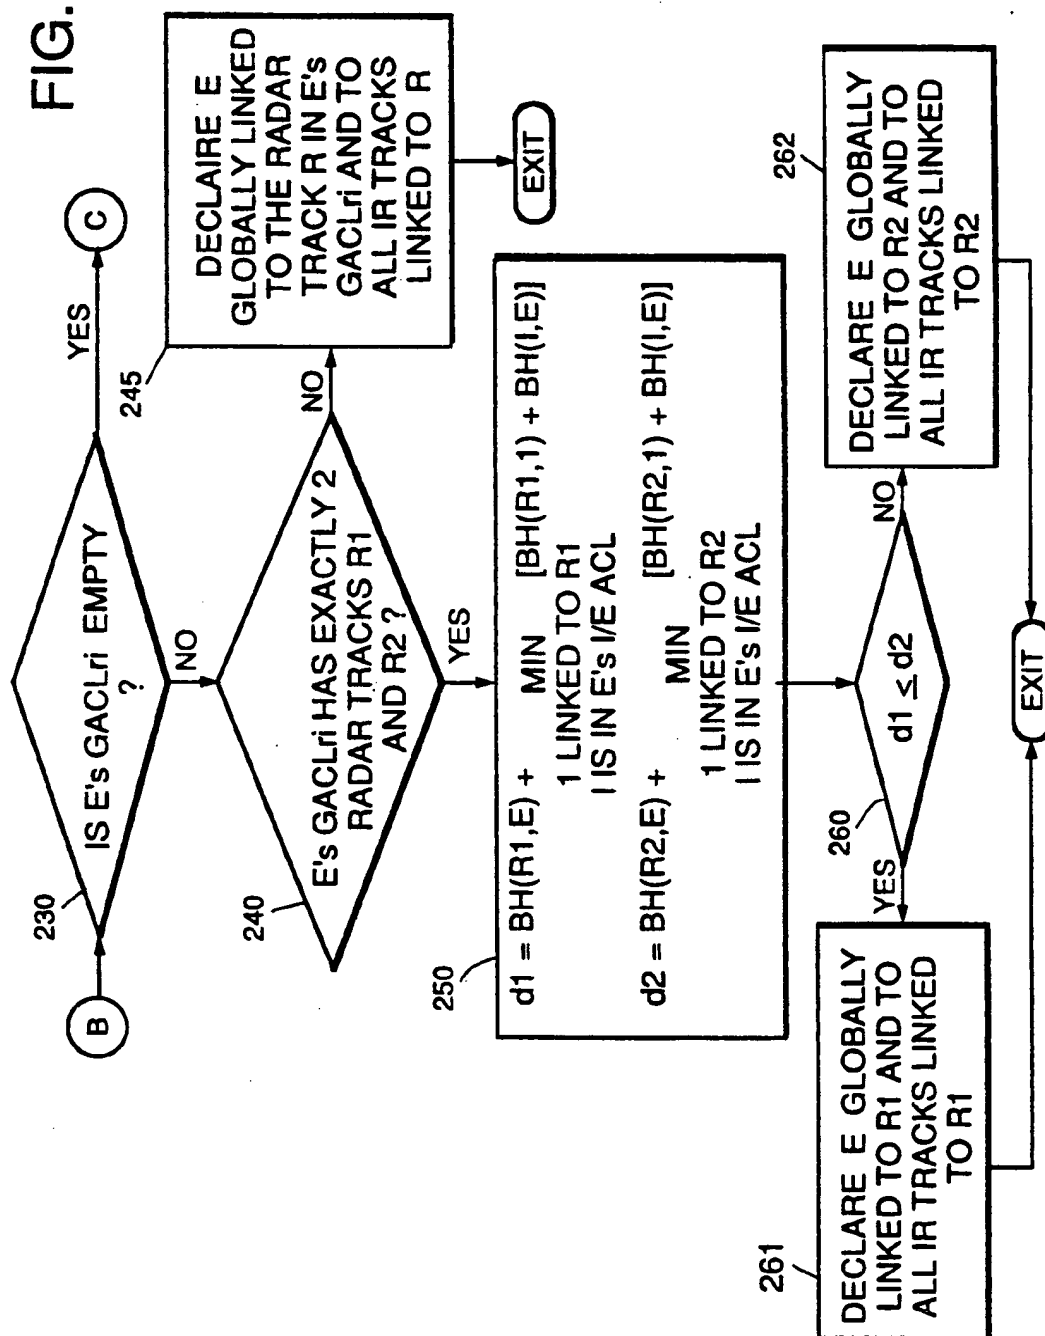 FIG.
B
230
IS E's GACLri EMPTY
?
YES
C
NO
240
E's GACLri HAS EXACTLY 2
RADAR TRACKS R1
AND R2 ?
NO
245
DECLAIRE E
GLOBALLY LINKED
TO THE RADAR
TRACK R IN E's
GACLri AND TO
ALL IR TRACKS
LINKED TO R
EXIT
YES
250
d1 = BH(R1,E) + MIN [BH(R1,1) + BH(I,E)]
1 LINKED TO R1
I IS IN E's I/E ACL
d2 = BH(R2,E) + MIN [BH(R2,1) + BH(I,E)]
1 LINKED TO R2
I IS IN E's I/E ACL
260
d1 ≤ d2
YES
NO
261
DECLARE E GLOBALLY
LINKED TO R1 AND TO
ALL IR TRACKS LINKED
TO R1
262
DECLARE E GLOBALLY
LINKED TO R2 AND TO
ALL IR TRACKS LINKED
TO R2
EXIT